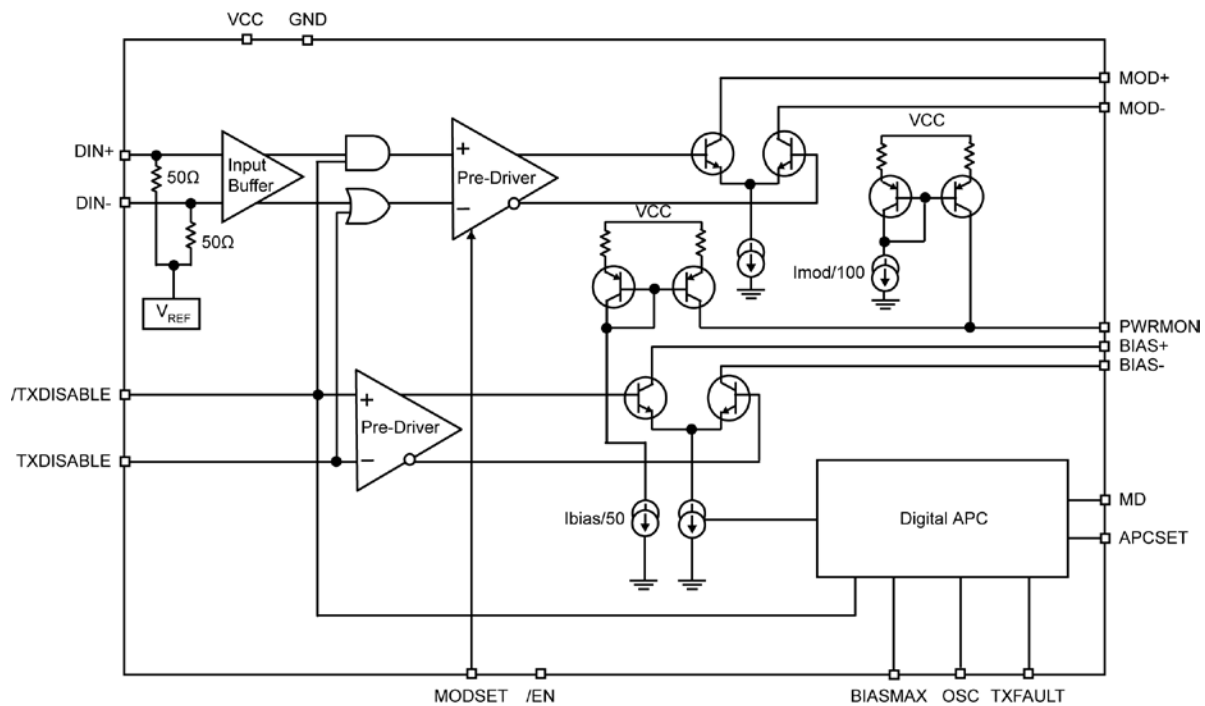 VCC GND
MOD+
MOD-
VCC
DIN+
Input
Buffer
50Ω
Pre-Driver
DIN-
50Ω
VCC
Imod/100
VREF
PWRMON
BIAS+
BIAS-
/TXDISABLE
Pre-Driver
TXDISABLE
Ibias/50
Digital APC
MD
APCSET
MODSET /EN BIASMAX OSC TXFAULT